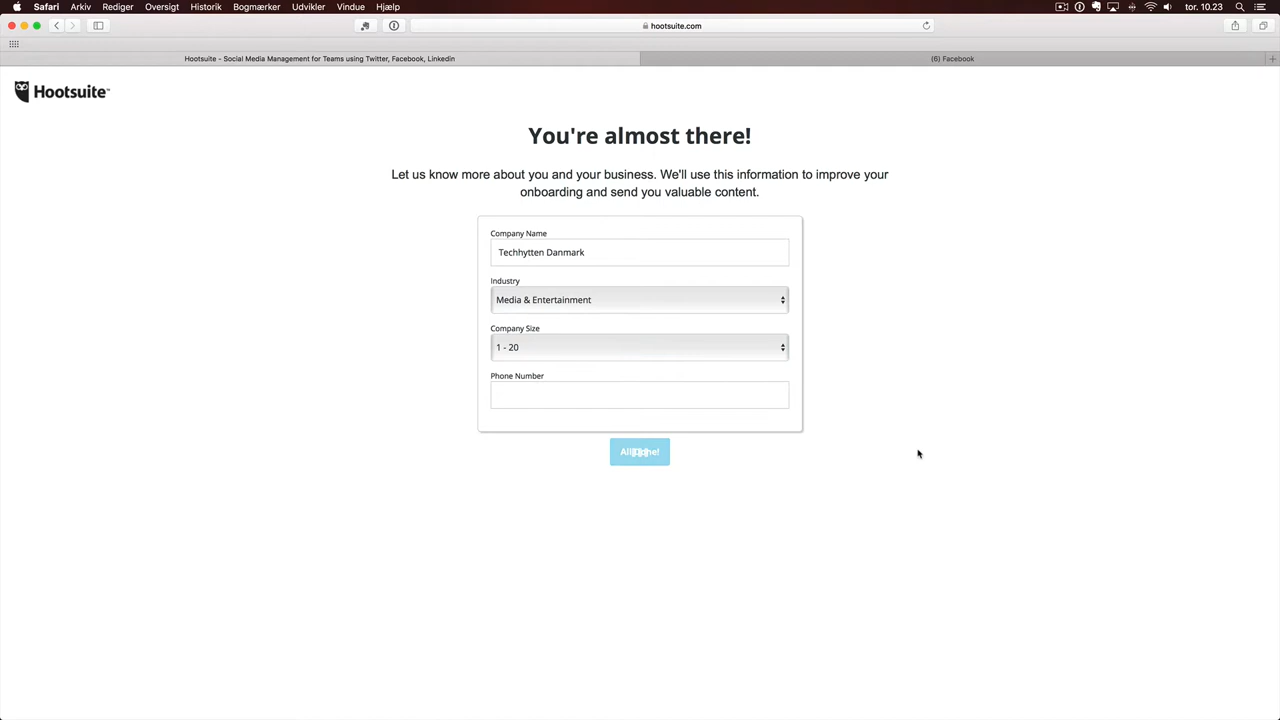 Safari Arkiv Rediger Oversigt Historik Bogmærker Udvikler Vindue Hjælp tor. 10.23
hootsuite.com
Hootsuite - Social Media Management for Teams using Twitter, Facebook, Linkedin (6) Facebook
Hootsuite™
You're almost there!
Let us know more about you and your business. We'll use this information to improve your
onboarding and send you valuable content.
Company Name
Techhytten Danmark
Industry
Media & Entertainment
Company Size
1 - 20
Phone Number
All Done!